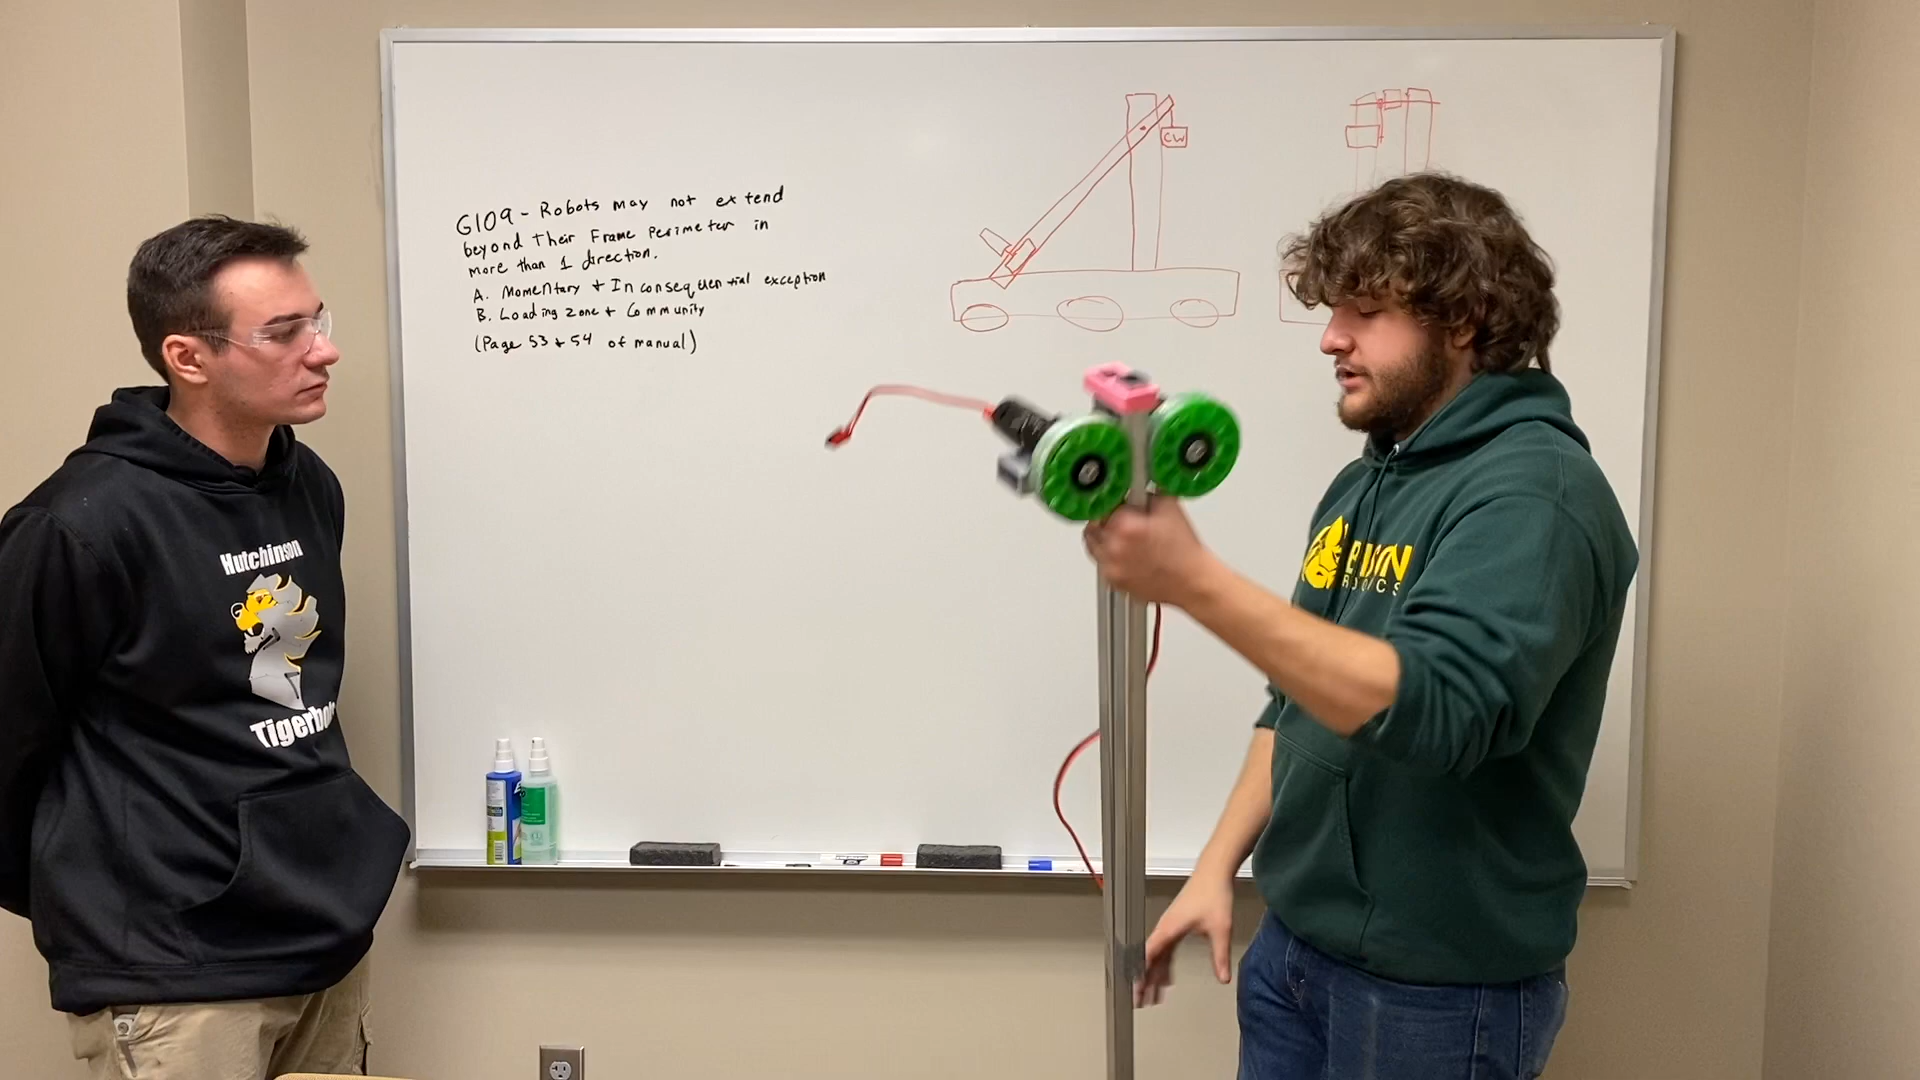 G109 - Robots may not extend
beyond their Frame Perimeter in
more than 1 direction.
A. Momentary + Inconsequential exception
B. Loading zone + Community
(Page 53 + 54 of manual)
CW
Hutchinson
BISON
ROBOTICS